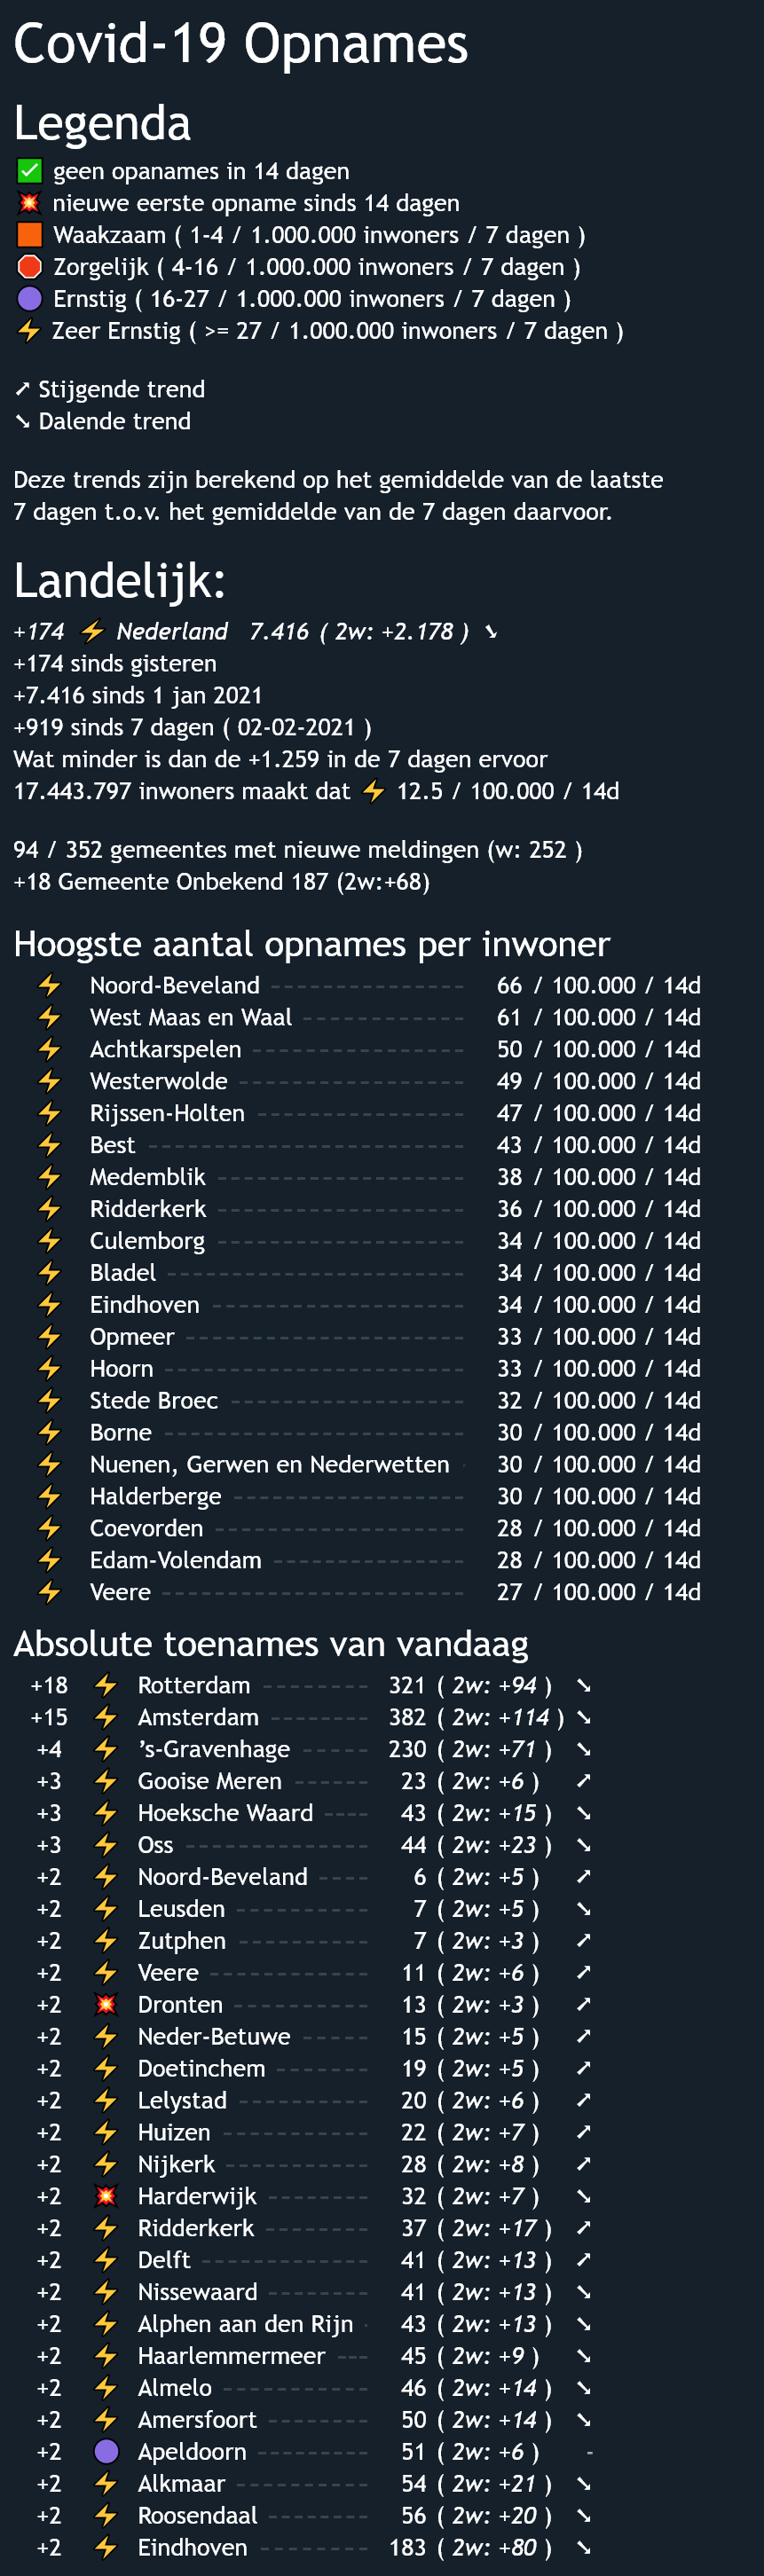 Covid-19 Opnames
Legenda
✅ geen opanames in 14 dagen
💥 nieuwe eerste opname sinds 14 dagen
🟧 Waakzaam ( 1-4 / 1.000.000 inwoners / 7 dagen )
🛑 Zorgelijk ( 4-16 / 1.000.000 inwoners / 7 dagen )
🟣 Ernstig ( 16-27 / 1.000.000 inwoners / 7 dagen )
⚡ Zeer Ernstig ( >= 27 / 1.000.000 inwoners / 7 dagen )
➚ Stijgende trend
➘ Dalende trend
Deze trends zijn berekend op het gemiddelde van de laatste
7 dagen t.o.v. het gemiddelde van de 7 dagen daarvoor.
Landelijk:
+174 ⚡ Nederland 7.416 ( 2w: +2.178 ) ➘
+174 sinds gisteren
+7.416 sinds 1 jan 2021
+919 sinds 7 dagen ( 02-02-2021 )
Wat minder is dan de +1.259 in de 7 dagen ervoor
17.443.797 inwoners maakt dat ⚡ 12.5 / 100.000 / 14d
94 / 352 gemeentes met nieuwe meldingen (w: 252 )
+18 Gemeente Onbekend 187 (2w:+68)
Hoogste aantal opnames per inwoner
⚡ Noord-Beveland 66 / 100.000 / 14d
⚡ West Maas en Waal 61 / 100.000 / 14d
⚡ Achtkarspelen 50 / 100.000 / 14d
⚡ Westerwolde 49 / 100.000 / 14d
⚡ Rijssen-Holten 47 / 100.000 / 14d
⚡ Best 43 / 100.000 / 14d
⚡ Medemblik 38 / 100.000 / 14d
⚡ Ridderkerk 36 / 100.000 / 14d
⚡ Culemborg 34 / 100.000 / 14d
⚡ Bladel 34 / 100.000 / 14d
⚡ Eindhoven 34 / 100.000 / 14d
⚡ Opmeer 33 / 100.000 / 14d
⚡ Hoorn 33 / 100.000 / 14d
⚡ Stede Broec 32 / 100.000 / 14d
⚡ Borne 30 / 100.000 / 14d
⚡ Nuenen, Gerwen en Nederwetten 30 / 100.000 / 14d
⚡ Halderberge 30 / 100.000 / 14d
⚡ Coevorden 28 / 100.000 / 14d
⚡ Edam-Volendam 28 / 100.000 / 14d
⚡ Veere 27 / 100.000 / 14d
Absolute toenames van vandaag
+18 ⚡ Rotterdam 321 ( 2w: +94 ) ➘
+15 ⚡ Amsterdam 382 ( 2w: +114 ) ➘
+4 ⚡ ’s-Gravenhage 230 ( 2w: +71 ) ➘
+3 ⚡ Gooise Meren 23 ( 2w: +6 ) ➚
+3 ⚡ Hoeksche Waard 43 ( 2w: +15 ) ➘
+3 ⚡ Oss 44 ( 2w: +23 ) ➘
+2 ⚡ Noord-Beveland 6 ( 2w: +5 ) ➚
+2 ⚡ Leusden 7 ( 2w: +5 ) ➘
+2 ⚡ Zutphen 7 ( 2w: +3 ) ➚
+2 ⚡ Veere 11 ( 2w: +6 ) ➚
+2 💥 Dronten 13 ( 2w: +3 ) ➚
+2 ⚡ Neder-Betuwe 15 ( 2w: +5 ) ➚
+2 ⚡ Doetinchem 19 ( 2w: +5 ) ➚
+2 ⚡ Lelystad 20 ( 2w: +6 ) ➚
+2 ⚡ Huizen 22 ( 2w: +7 ) ➚
+2 ⚡ Nijkerk 28 ( 2w: +8 ) ➚
+2 💥 Harderwijk 32 ( 2w: +7 ) ➘
+2 ⚡ Ridderkerk 37 ( 2w: +17 ) ➚
+2 ⚡ Delft 41 ( 2w: +13 ) ➚
+2 ⚡ Nissewaard 41 ( 2w: +13 ) ➘
+2 ⚡ Alphen aan den Rijn 43 ( 2w: +13 ) ➘
+2 ⚡ Haarlemmermeer 45 ( 2w: +9 ) ➘
+2 ⚡ Almelo 46 ( 2w: +14 ) ➘
+2 ⚡ Amersfoort 50 ( 2w: +14 ) ➘
+2 🟣 Apeldoorn 51 ( 2w: +6 ) -
+2 ⚡ Alkmaar 54 ( 2w: +21 ) ➘
+2 ⚡ Roosendaal 56 ( 2w: +20 ) ➘
+2 ⚡ Eindhoven 183 ( 2w: +80 ) ➘